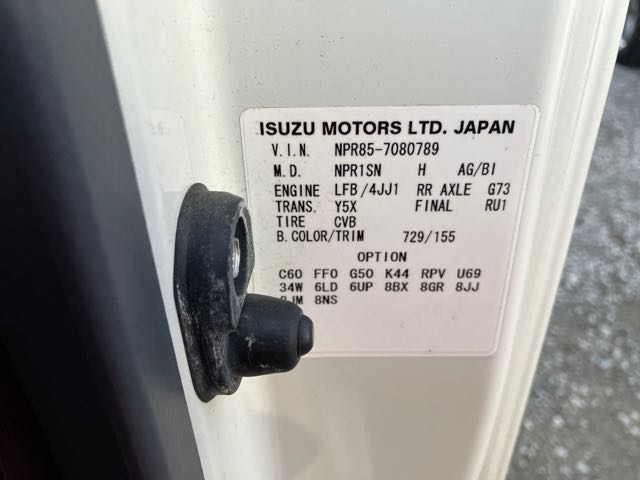 ISUZU MOTORS LTD. JAPAN
V.I.N. NPR85-7080789
M.D. NPR1SN H AG/BI
ENGINE LFB/4JJ1 RR AXLE G73
TRANS. Y5X FINAL RU1
TIRE CVB
B.COLOR/TRIM 729/155
OPTION
C60 FF0 G50 K44 RPV U69
34W 6LD 6UP 8BX 8GR 8JJ
8NS